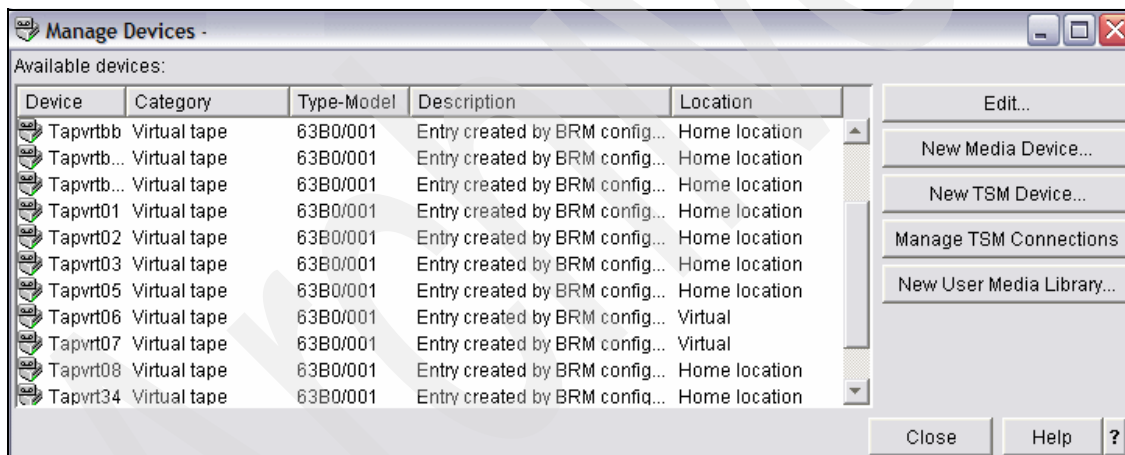 Manage Devices -
Available devices:
Device Category Type-Model Description Location
Tapvrtbb Virtual tape 63B0/001 Entry created by BRM config... Home location
Tapvrtb... Virtual tape 63B0/001 Entry created by BRM config... Home location
Tapvrtb... Virtual tape 63B0/001 Entry created by BRM config... Home location
Tapvrt01 Virtual tape 63B0/001 Entry created by BRM config... Home location
Tapvrt02 Virtual tape 63B0/001 Entry created by BRM config... Home location
Tapvrt03 Virtual tape 63B0/001 Entry created by BRM config... Home location
Tapvrt05 Virtual tape 63B0/001 Entry created by BRM config... Home location
Tapvrt06 Virtual tape 63B0/001 Entry created by BRM config... Virtual
Tapvrt07 Virtual tape 63B0/001 Entry created by BRM config... Virtual
Tapvrt08 Virtual tape 63B0/001 Entry created by BRM config... Home location
Tapvrt34 Virtual tape 63B0/001 Entry created by BRM config... Home location
Edit...
New Media Device...
New TSM Device...
Manage TSM Connections
New User Media Library...
Close Help ?